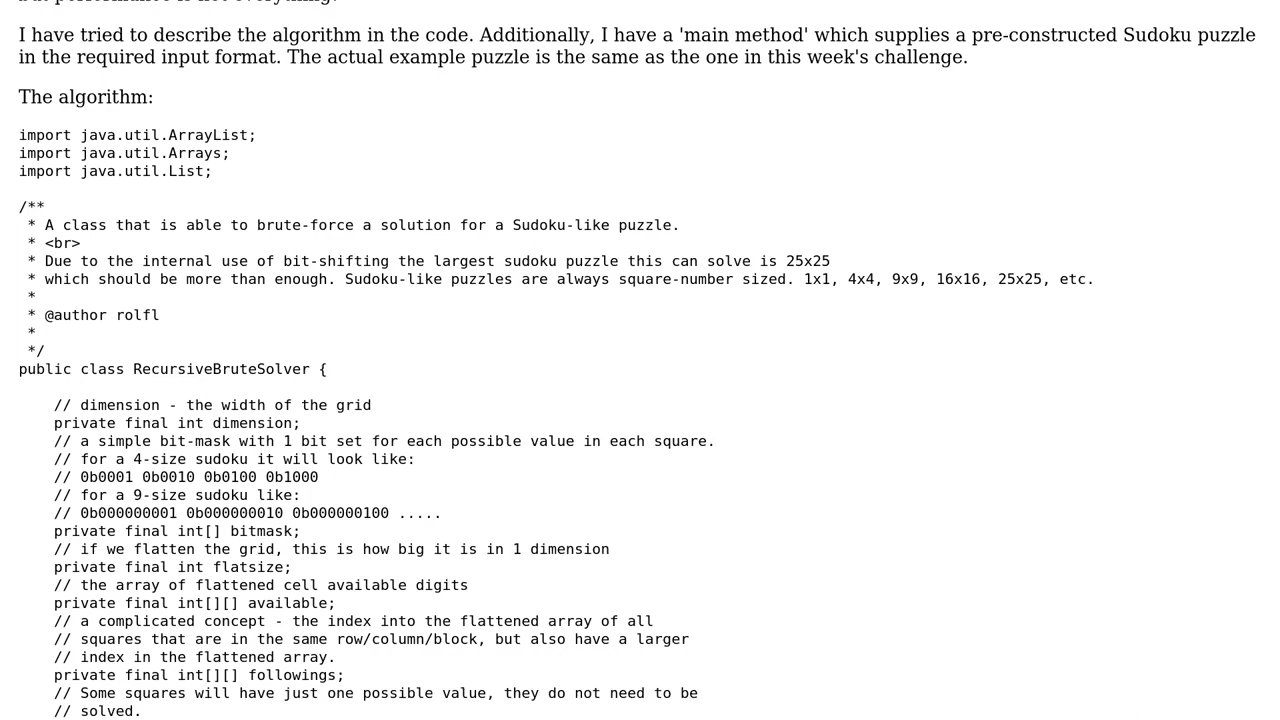 but performance is not everything.
I have tried to describe the algorithm in the code. Additionally, I have a 'main method' which supplies a pre-constructed Sudoku puzzle
in the required input format. The actual example puzzle is the same as the one in this week's challenge.
The algorithm:
import java.util.ArrayList;
import java.util.Arrays;
import java.util.List;
/**
 * A class that is able to brute-force a solution for a Sudoku-like puzzle.
 * <br>
 * Due to the internal use of bit-shifting the largest sudoku puzzle this can solve is 25x25
 * which should be more than enough. Sudoku-like puzzles are always square-number sized. 1x1, 4x4, 9x9, 16x16, 25x25, etc.
 *
 * @author rolfl
 *
 */
public class RecursiveBruteSolver {
    // dimension - the width of the grid
    private final int dimension;
    // a simple bit-mask with 1 bit set for each possible value in each square.
    // for a 4-size sudoku it will look like:
    // 0b0001 0b0010 0b0100 0b1000
    // for a 9-size sudoku like:
    // 0b000000001 0b000000010 0b000000100 .....
    private final int[] bitmask;
    // if we flatten the grid, this is how big it is in 1 dimension
    private final int flatsize;
    // the array of flattened cell available digits
    private final int[][] available;
    // a complicated concept - the index into the flattened array of all
    // squares that are in the same row/column/block, but also have a larger
    // index in the flattened array.
    private final int[][] followings;
    // Some squares will have just one possible value, they do not need to be
    // solved.